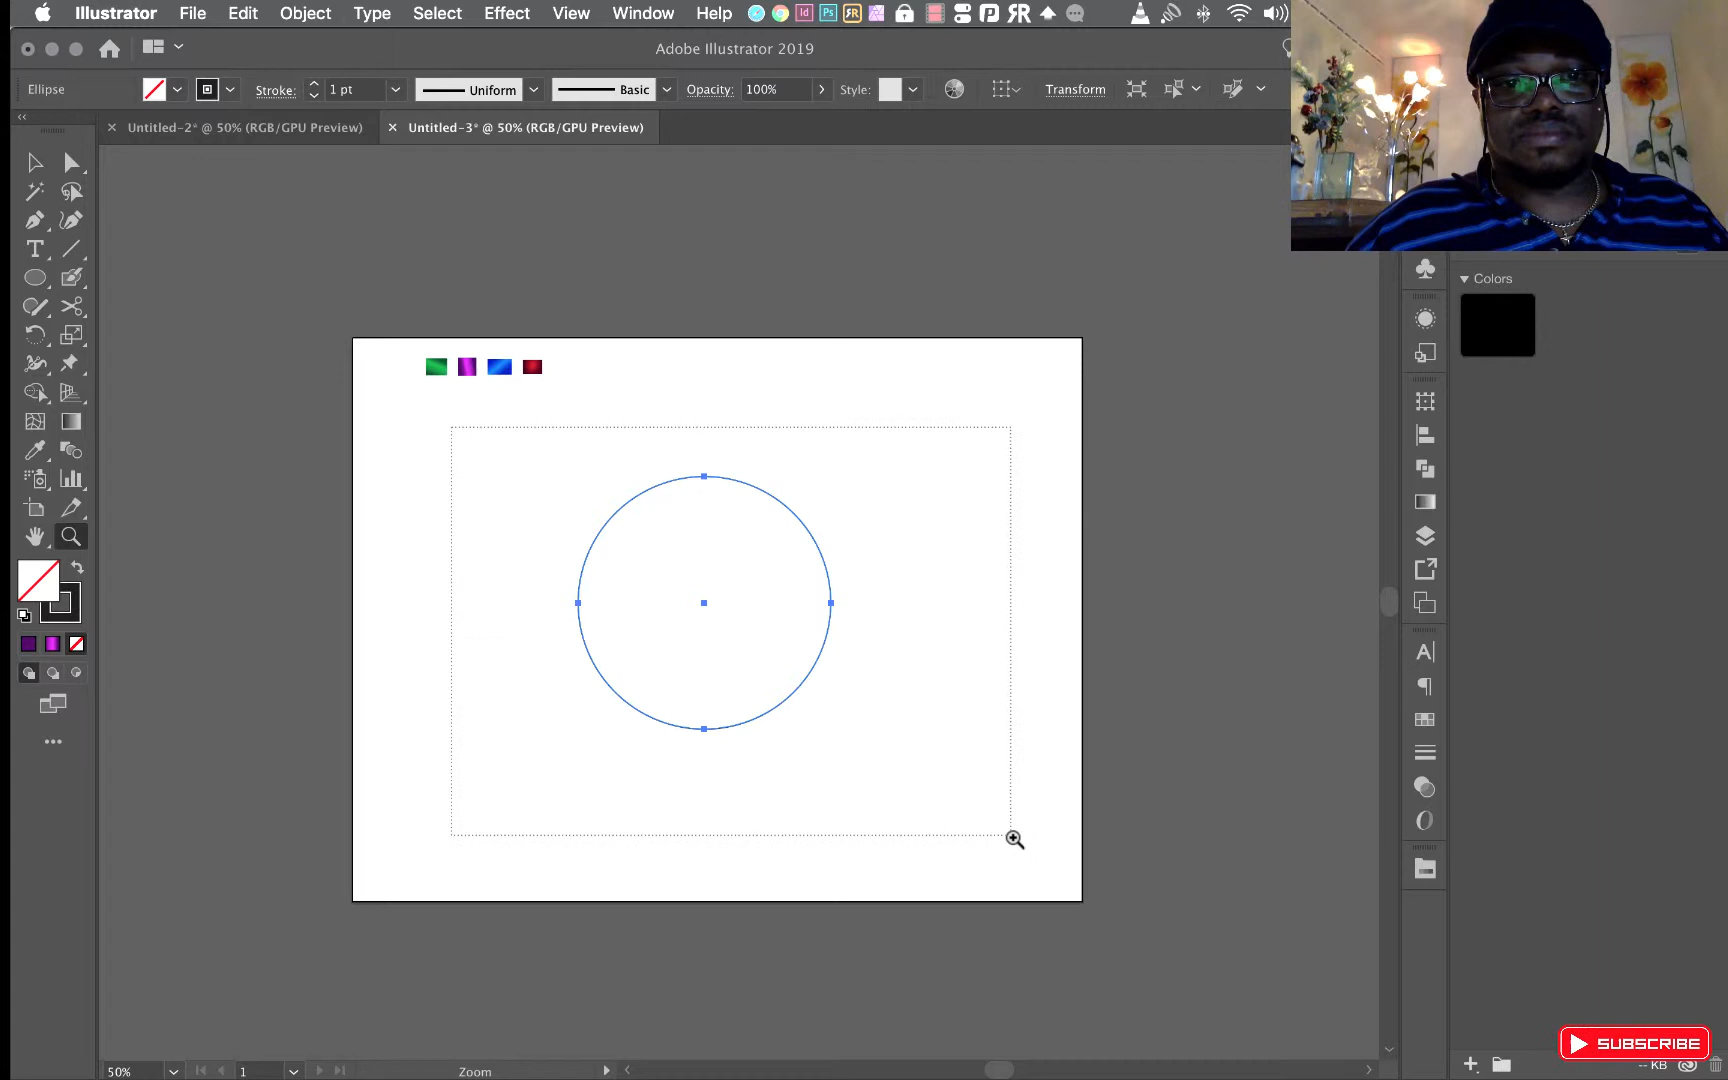 Illustrator File Edit Object Type Select Effect View Window Help
Adobe Illustrator 2019
Ellipse Stroke: 1 pt Uniform Basic Opacity: 100% Style: Transform
Untitled-2* @ 50% (RGB/GPU Preview) Untitled-3* @ 50% (RGB/GPU Preview)
Colors
SUBSCRIBE
50% 1 Zoom -- KB